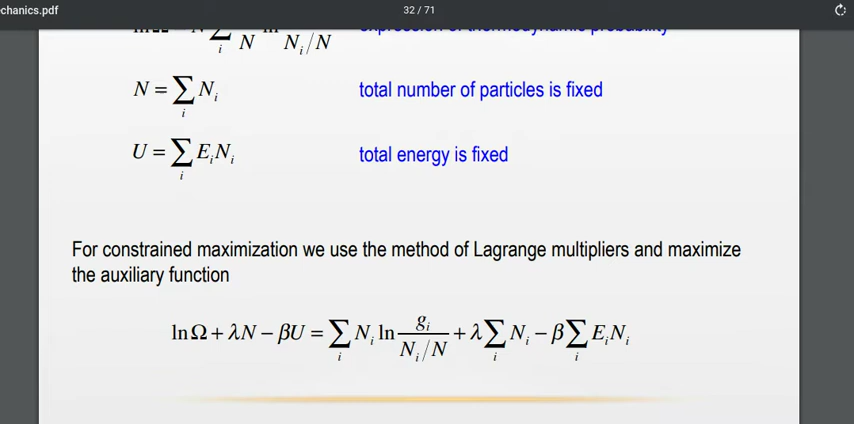 chanics.pdf 32 / 71
N = ∑ᵢ Nᵢ total number of particles is fixed
U = ∑ᵢ EᵢNᵢ total energy is fixed
For constrained maximization we use the method of Lagrange multipliers and maximize
the auxiliary function
lnΩ + λN − βU = ∑ᵢ Nᵢ ln gᵢ/(Nᵢ/N) + λ∑ᵢ Nᵢ − β∑ᵢ EᵢNᵢ